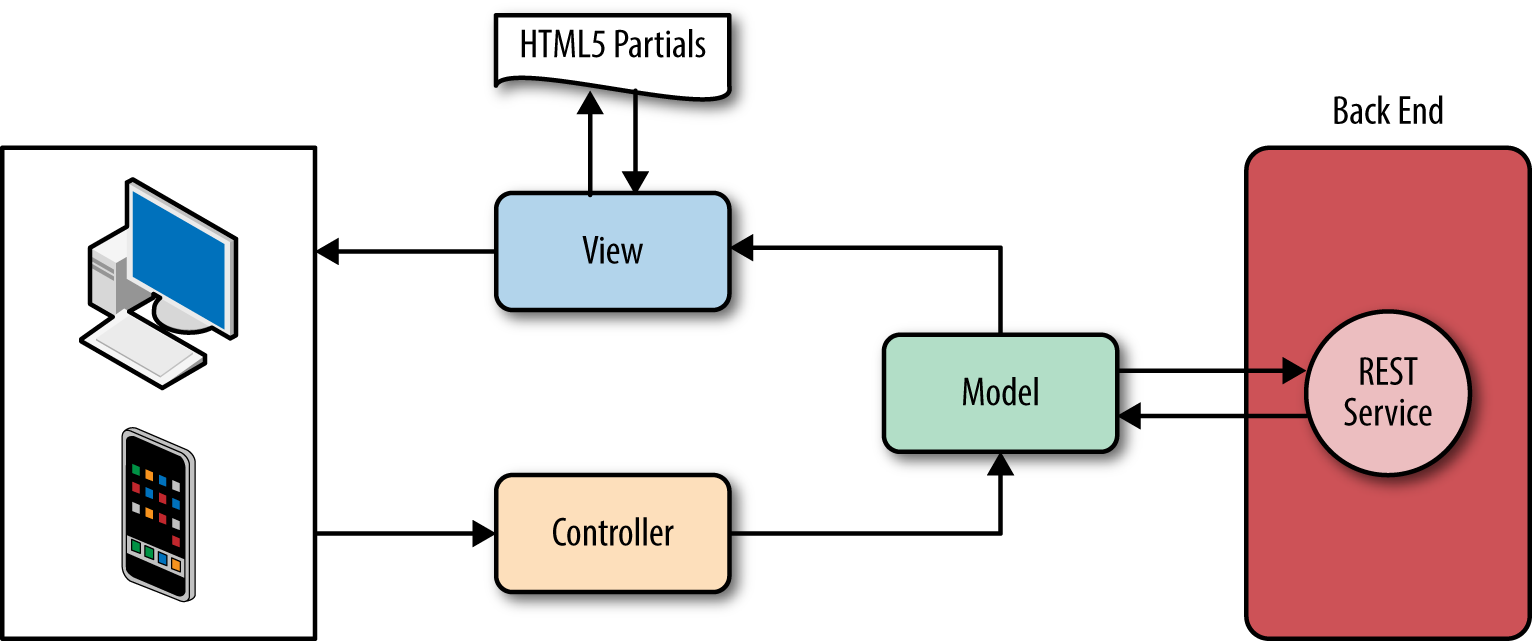 HTML5 Partials
Back End
View
Model
REST
Service
Controller